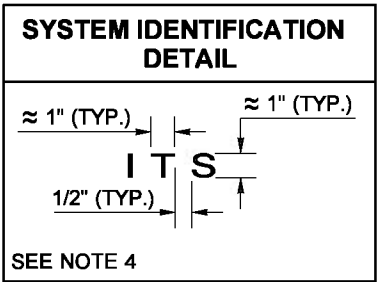 SYSTEM IDENTIFICATION
DETAIL
≈ 1" (TYP.)
≈ 1" (TYP.)
I T S
1/2" (TYP.)
SEE NOTE 4